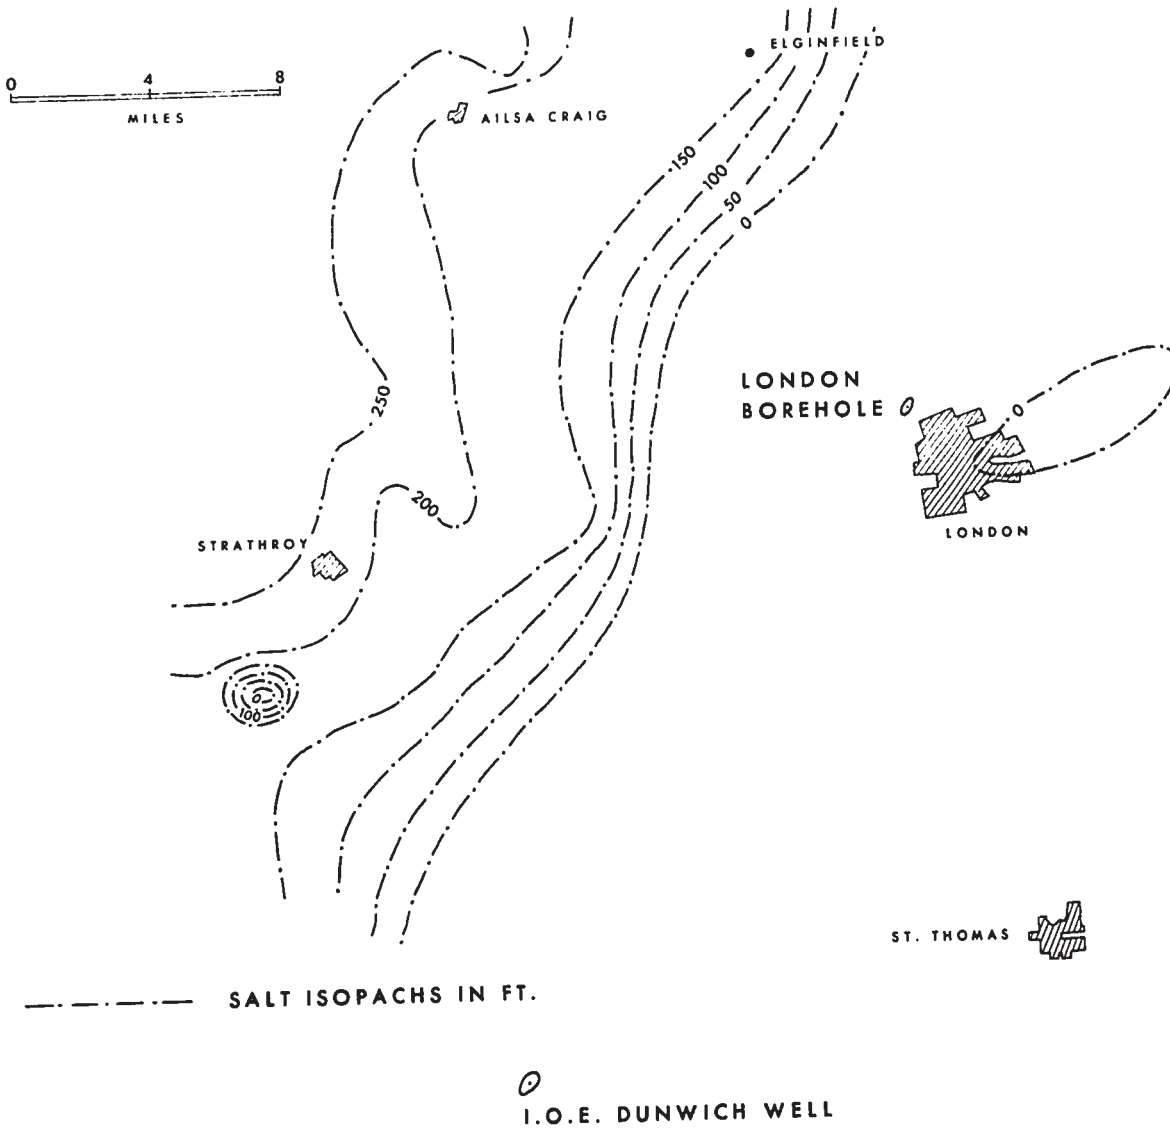 ELGINFIELD
0 4 8
MILES
AILSA CRAIG
150
100
50
0
LONDON
BOREHOLE
250
0
200
LONDON
STRATHROY
0
100
ST. THOMAS
SALT ISOPACHS IN FT.
I.O.E. DUNWICH WELL